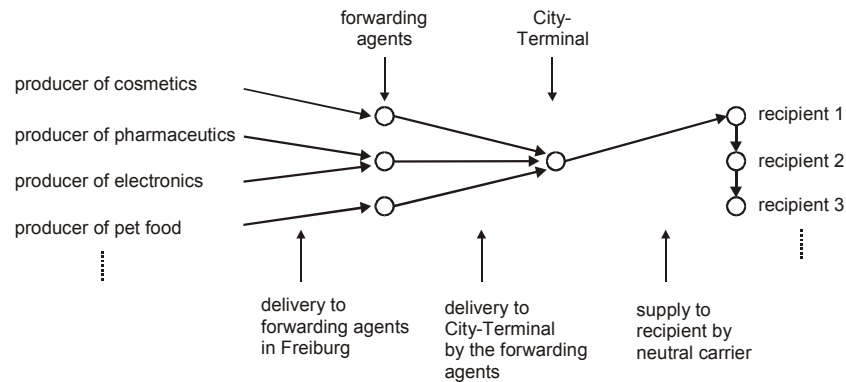 forwarding
agents
City-
Terminal
producer of cosmetics
producer of pharmaceutics
producer of electronics
producer of pet food
recipient 1
recipient 2
recipient 3
delivery to
forwarding agents
in Freiburg
delivery to
City-Terminal
by the forwarding
agents
supply to
recipient by
neutral carrier